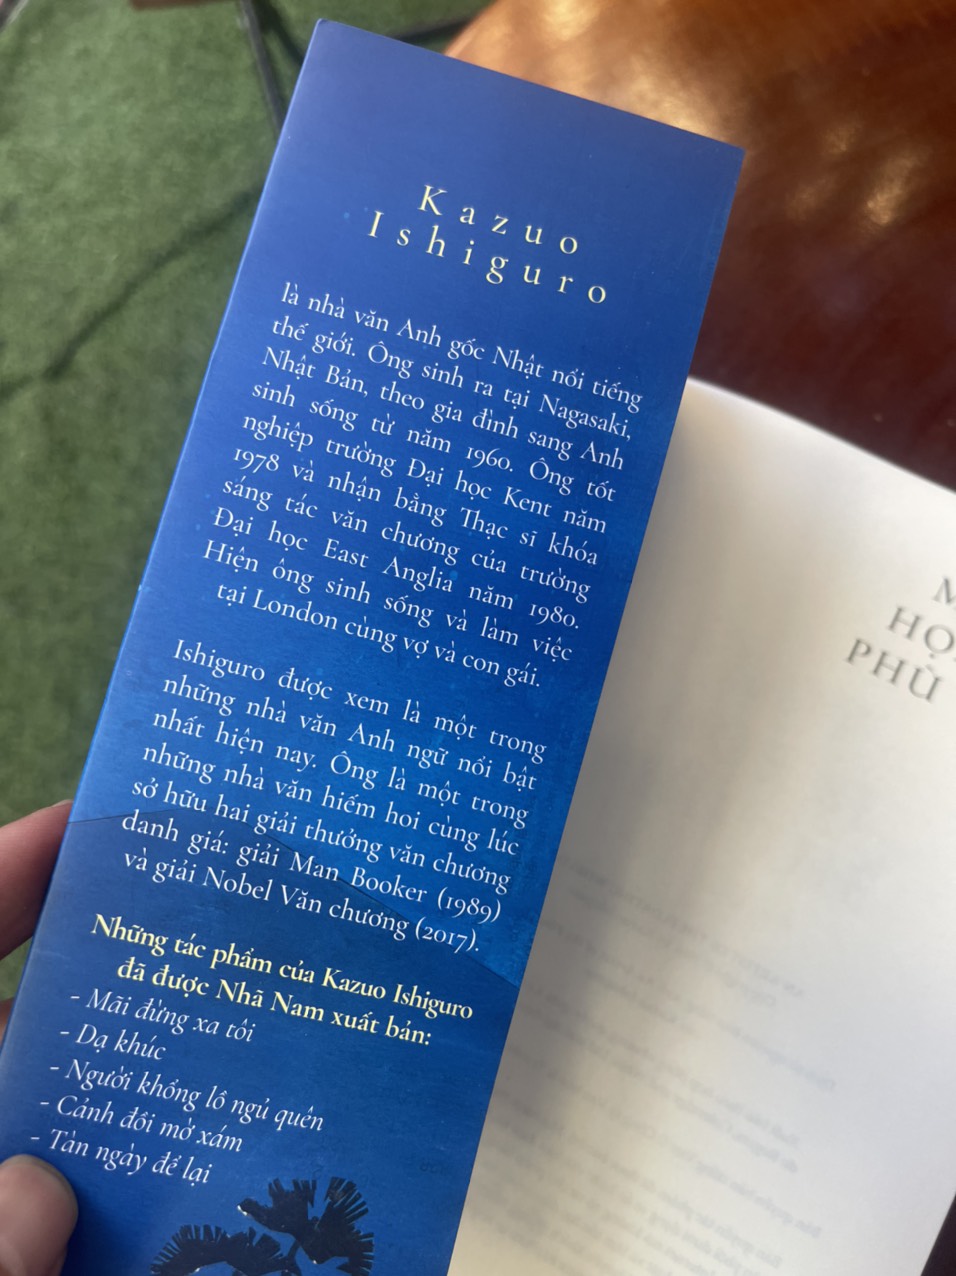 Kazuo
Ishiguro
là nhà văn Anh gốc Nhật nổi tiếng
thế giới. Ông sinh ra tại Nagasaki,
Nhật Bản, theo gia đình sang Anh
sinh sống từ năm 1960. Ông tốt
nghiệp trường Đại học Kent năm
1978 và nhận bằng Thạc sĩ khóa
sáng tác văn chương của trường
Đại học East Anglia năm 1980.
Hiện ông sinh sống và làm việc
tại London cùng vợ và con gái.
Ishiguro được xem là một trong
những nhà văn Anh ngữ nổi bật
nhất hiện nay. Ông là một trong
những nhà văn hiếm hoi cùng lúc
sở hữu hai giải thưởng văn chương
danh giá: giải Man Booker (1989)
và giải Nobel Văn chương (2017).
Những tác phẩm của Kazuo Ishiguro
đã được Nhã Nam xuất bản:
- Mãi đừng xa tôi
- Dạ khúc
- Người khổng lồ ngủ quên
- Cảnh đồi mờ xám
- Tàn ngày để lại
PHÙ